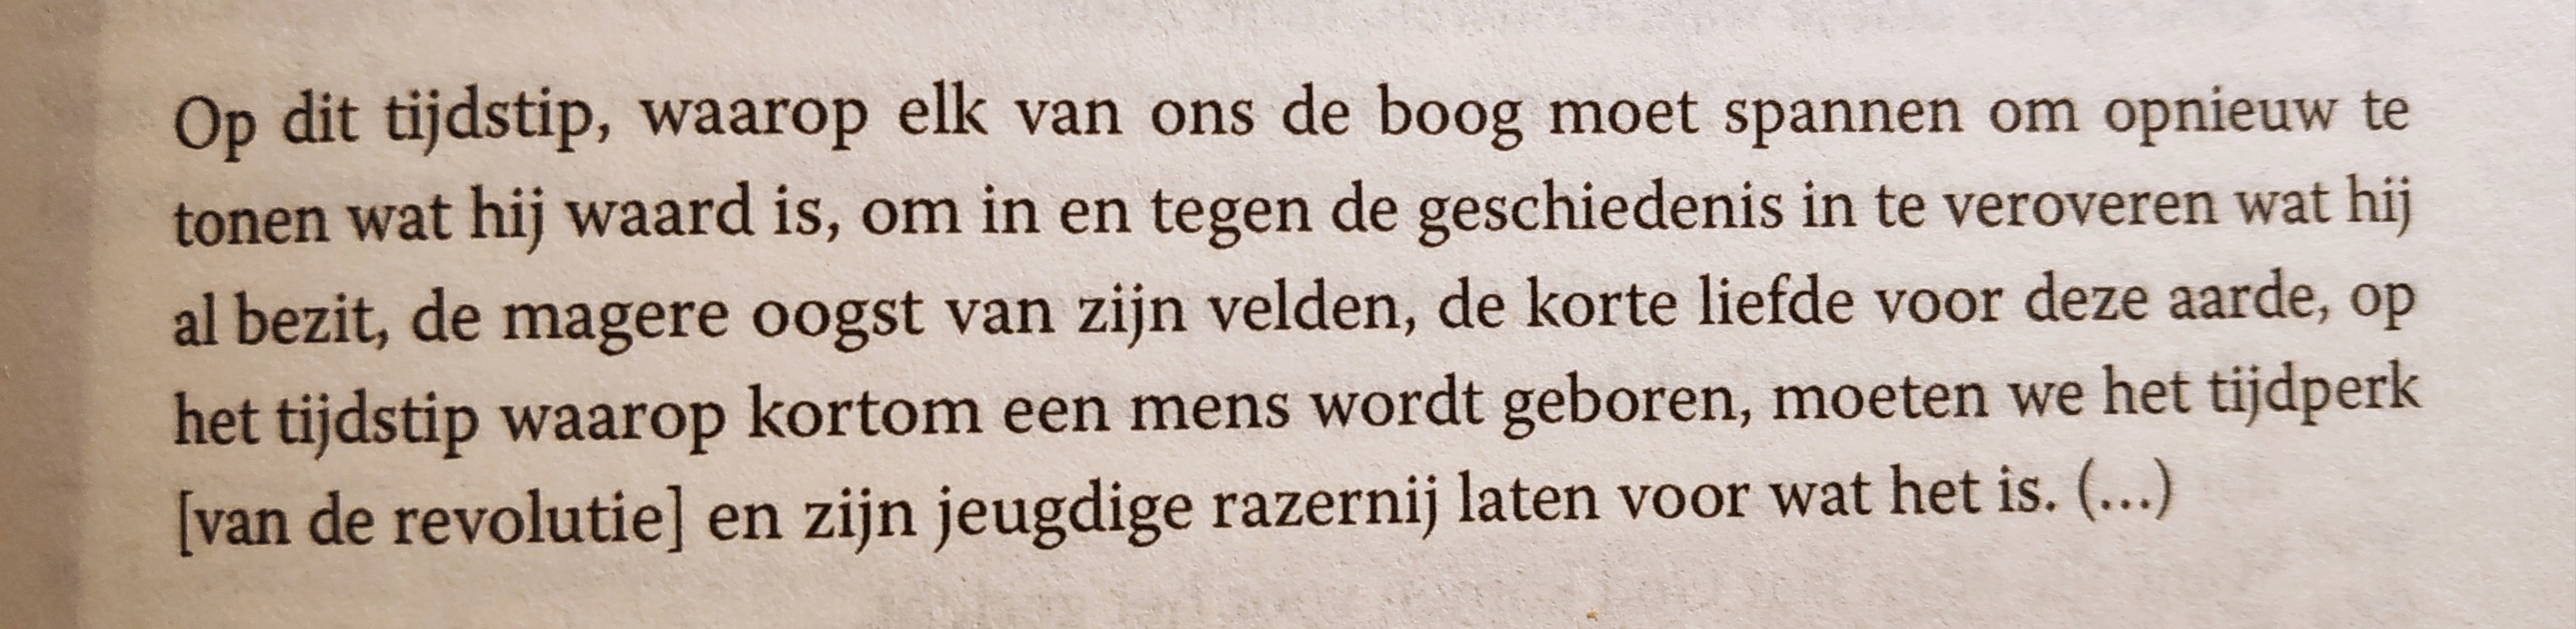 Op dit tijdstip, waarop elk van ons de boog moet spannen om opnieuw te
tonen wat hij waard is, om in en tegen de geschiedenis in te veroveren wat hij
al bezit, de magere oogst van zijn velden, de korte liefde voor deze aarde, op
het tijdstip waarop kortom een mens wordt geboren, moeten we het tijdperk
[van de revolutie] en zijn jeugdige razernij laten voor wat het is. (...)